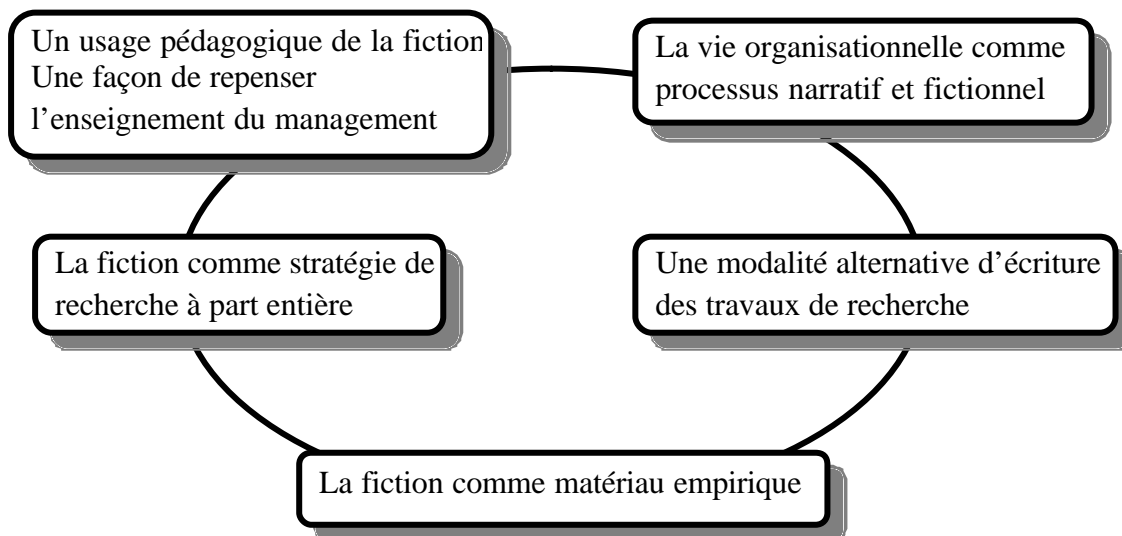 Un usage pédagogique de la fiction
Une façon de repenser
l’enseignement du management
La vie organisationnelle comme
processus narratif et fictionnel
La fiction comme stratégie de
recherche à part entière
Une modalité alternative d’écriture
des travaux de recherche
La fiction comme matériau empirique